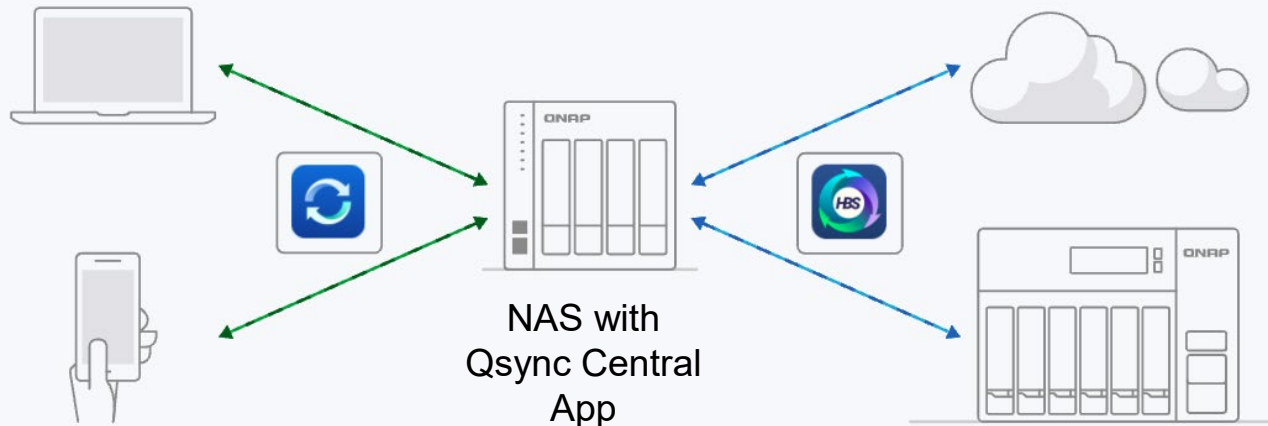 QNAP
HBS
QNAP
NAS with
Qsync Central
App